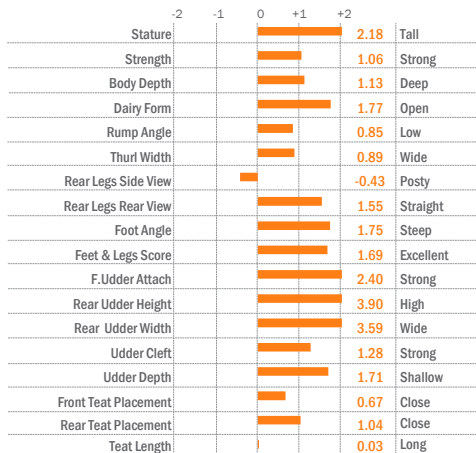 -2 -1 0 +1 +2
Stature 2.18 Tall
Strength 1.06 Strong
Body Depth 1.13 Deep
Dairy Form 1.77 Open
Rump Angle 0.85 Low
Thurl Width 0.89 Wide
Rear Legs Side View -0.43 Posty
Rear Legs Rear View 1.55 Straight
Foot Angle 1.75 Steep
Feet & Legs Score 1.69 Excellent
F.Udder Attach 2.40 Strong
Rear Udder Height 3.90 High
Rear Udder Width 3.59 Wide
Udder Cleft 1.28 Strong
Udder Depth 1.71 Shallow
Front Teat Placement 0.67 Close
Rear Teat Placement 1.04 Close
Teat Length 0.03 Long